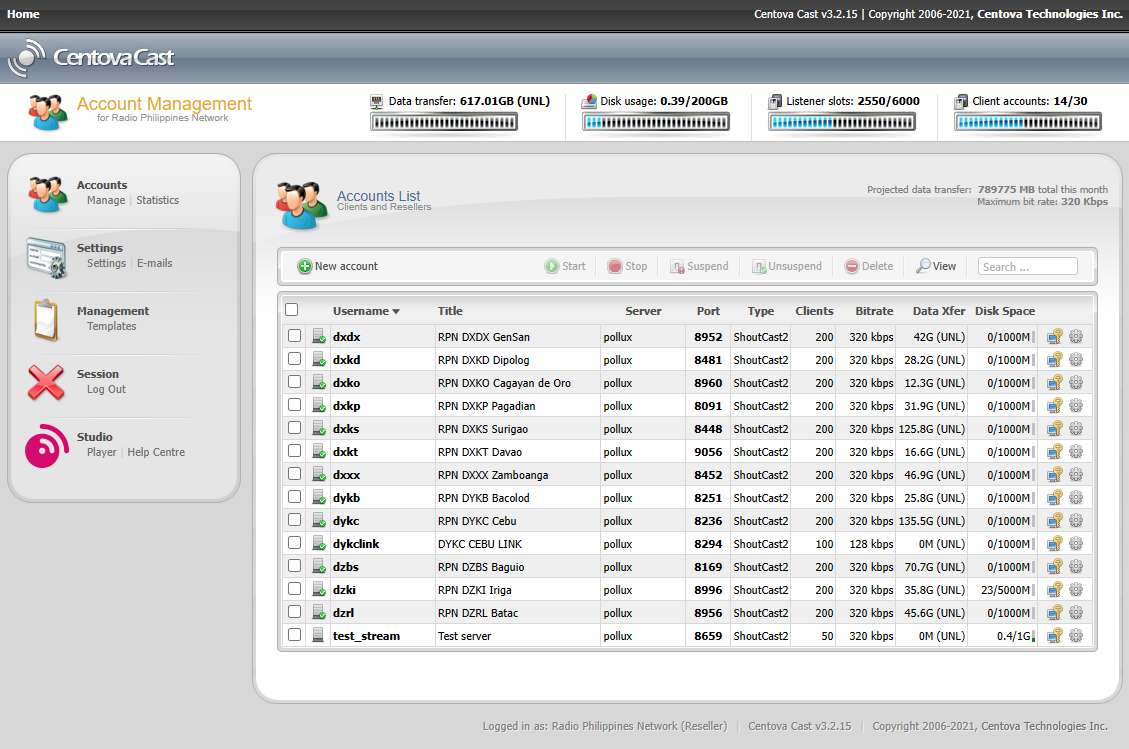 Home
Centova Cast v3.2.15 | Copyright 2006-2021, Centova Technologies Inc.
CentovaCast
Account Management
for Radio Philippines Network
Data transfer: 617.01GB (UNL)
Disk usage: 0.39/200GB
Listener slots: 2550/6000
Client accounts: 14/30
Accounts
Manage | Statistics
Settings
Settings | E-mails
Management
Templates
Session
Log Out
Studio
Player | Help Centre
Accounts List
Clients and Resellers
Projected data transfer: 789775 MB total this month
Maximum bit rate: 320 Kbps
New account Start Stop Suspend Unsuspend Delete View Search ...
Username Title Server Port Type Clients Bitrate Data Xfer Disk Space
dxdx RPN DXDX GenSan pollux 8952 ShoutCast2 200 320 kbps 42G (UNL) 0/1000M
dxkd RPN DXKD Dipolog pollux 8481 ShoutCast2 200 320 kbps 28.2G (UNL) 0/1000M
dxko RPN DXKO Cagayan de Oro pollux 8960 ShoutCast2 200 320 kbps 12.3G (UNL) 0/1000M
dxkp RPN DXKP Pagadian pollux 8091 ShoutCast2 200 320 kbps 31.9G (UNL) 0/1000M
dxks RPN DXKS Surigao pollux 8448 ShoutCast2 200 320 kbps 125.8G (UNL) 0/1000M
dxkt RPN DXKT Davao pollux 9056 ShoutCast2 200 320 kbps 16.6G (UNL) 0/1000M
dxxx RPN DXXX Zamboanga pollux 8452 ShoutCast2 200 320 kbps 46.9G (UNL) 0/1000M
dykb RPN DYKB Bacolod pollux 8251 ShoutCast2 200 320 kbps 25.8G (UNL) 0/1000M
dykc RPN DYKC Cebu pollux 8236 ShoutCast2 200 320 kbps 135.5G (UNL) 0/1000M
dykclink DYKC CEBU LINK pollux 8294 ShoutCast2 100 128 kbps 0M (UNL) 0/1000M
dzbs RPN DZBS Baguio pollux 8169 ShoutCast2 200 320 kbps 70.7G (UNL) 0/1000M
dzki RPN DZKI Iriga pollux 8996 ShoutCast2 200 320 kbps 35.8G (UNL) 23/5000M
dzrl RPN DZRL Batac pollux 8956 ShoutCast2 200 320 kbps 45.6G (UNL) 0/1000M
test_stream Test server pollux 8659 ShoutCast2 50 320 kbps 0M (UNL) 0.4/1G
Logged in as: Radio Philippines Network (Reseller) | Centova Cast v3.2.15 | Copyright 2006-2021, Centova Technologies Inc.